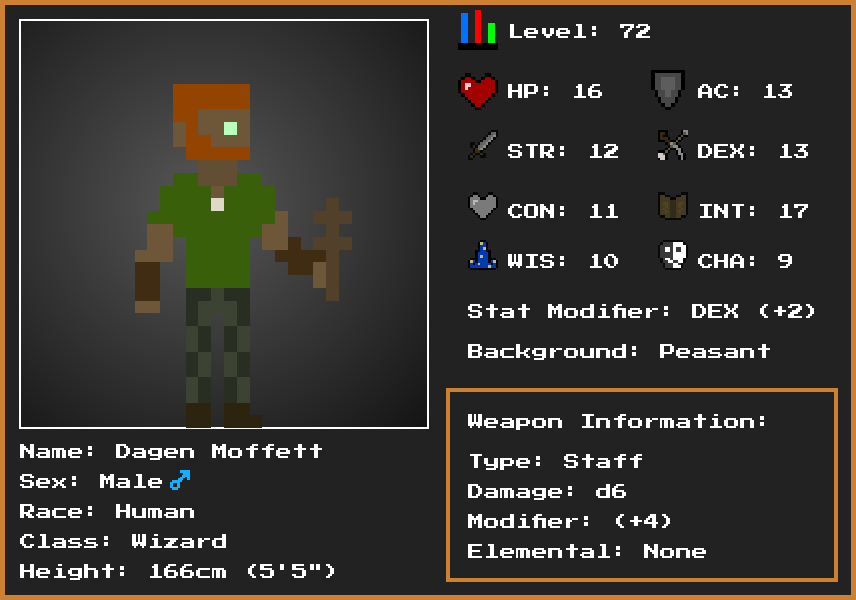 Level: 72
HP: 16
AC: 13
STR: 12
DEX: 13
CON: 11
INT: 17
WIS: 10
CHA: 9
Stat Modifier: DEX (+2)
Background: Peasant
Weapon Information:
Type: Staff
Damage: d6
Modifier: (+4)
Elemental: None
Name: Dagen Moffett
Sex: Male♂
Race: Human
Class: Wizard
Height: 166cm (5'5")